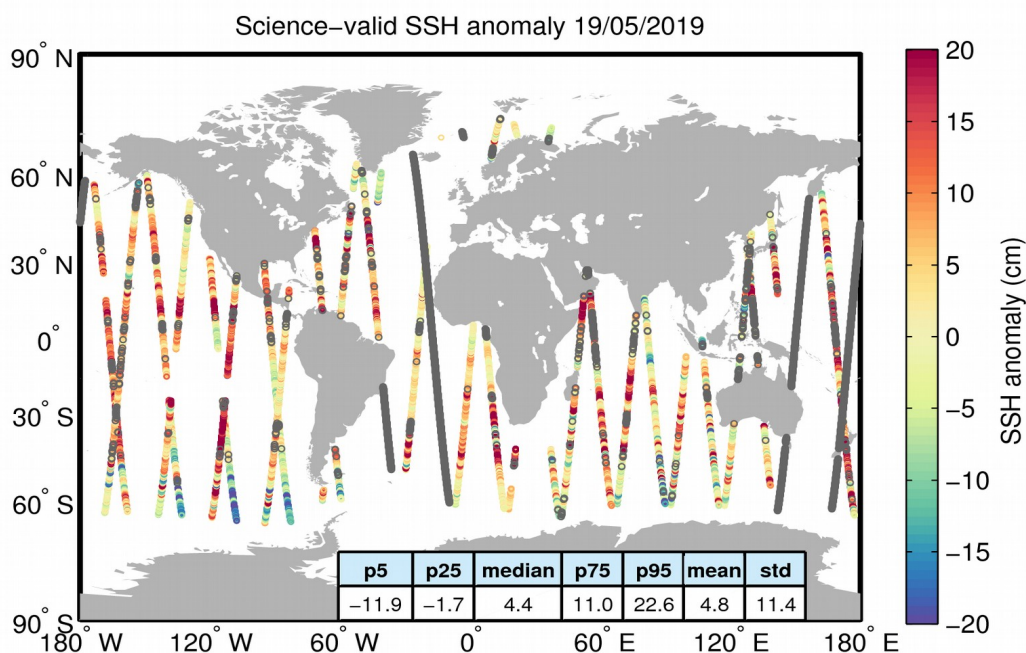 Science−valid SSH anomaly 19/05/2019
90° N
60° N
30° N
0°
30° S
60° S
90° S
180° W
120° W
60° W
0°
60° E
120° E
180° E
20
15
10
5
0
−5
−10
−15
−20
SSH anomaly (cm)
p5 p25 median p75 p95 mean std
−11.9 −1.7 4.4 11.0 22.6 4.8 11.4